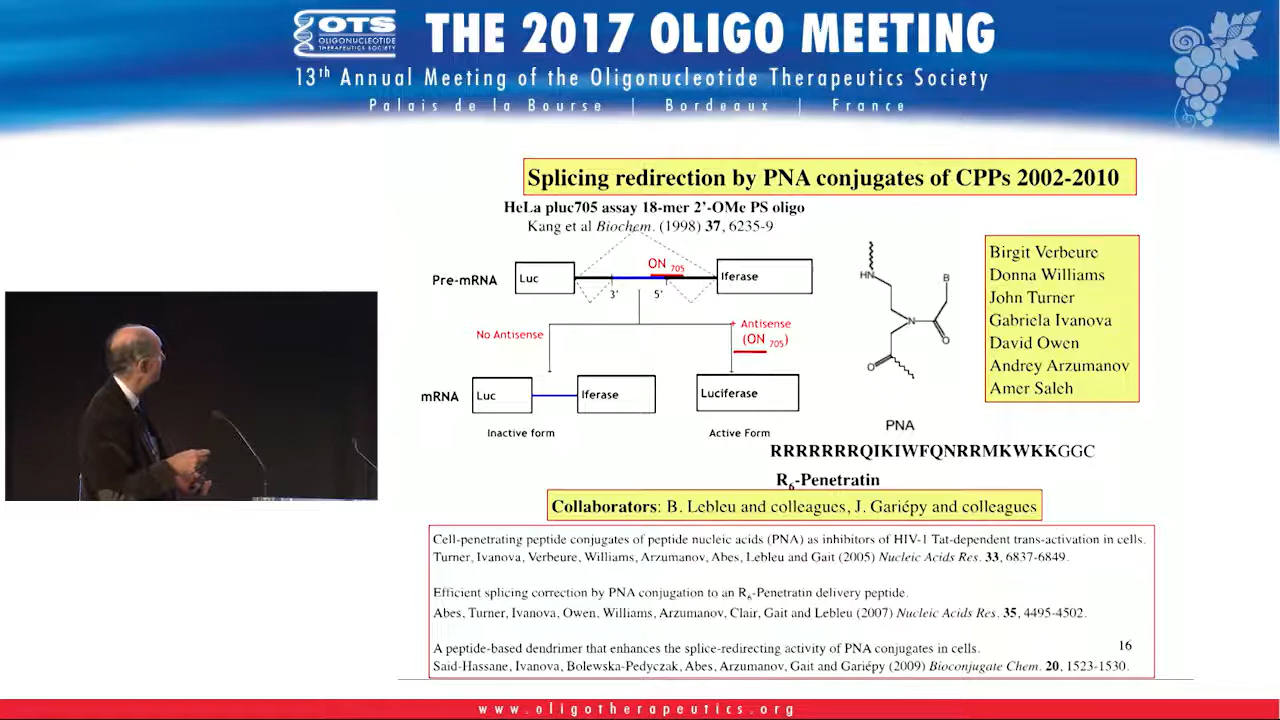 OTS
OLIGONUCLEOTIDE
THERAPEUTICS SOCIETY
THE 2017 OLIGO MEETING
13th Annual Meeting of the Oligonucleotide Therapeutics Society
Palais de la Bourse | Bordeaux | France
Splicing redirection by PNA conjugates of CPPs 2002-2010
HeLa pluc705 assay 18-mer 2'-OMe PS oligo
Kang et al Biochem. (1998) 37, 6235-9
Pre-mRNA
Luc
ON 705
Iferase
3'
5'
No Antisense
+ Antisense
(ON 705)
mRNA
Luc
Iferase
Luciferase
Inactive form
Active Form
HN
B
N
O
O
PNA
Birgit Verbeure
Donna Williams
John Turner
Gabriela Ivanova
David Owen
Andrey Arzumanov
Amer Saleh
RRRRRRRQIKIWFQNRRMKWKKGGC
R6-Penetratin
Collaborators: B. Lebleu and colleagues, J. Gariépy and colleagues
Cell-penetrating peptide conjugates of peptide nucleic acids (PNA) as inhibitors of HIV-1 Tat-dependent trans-activation in cells.
Turner, Ivanova, Verbeure, Williams, Arzumanov, Abes, Lebleu and Gait (2005) Nucleic Acids Res. 33, 6837-6849.
Efficient splicing correction by PNA conjugation to an R6-Penetratin delivery peptide.
Abes, Turner, Ivanova, Owen, Williams, Arzumanov, Clair, Gait and Lebleu (2007) Nucleic Acids Res. 35, 4495-4502.
A peptide-based dendrimer that enhances the splice-redirecting activity of PNA conjugates in cells.
16
Said-Hassane, Ivanova, Bolewska-Pedyczak, Abes, Arzumanov, Gait and Gariépy (2009) Bioconjugate Chem. 20, 1523-1530.
www.oligotherapeutics.org